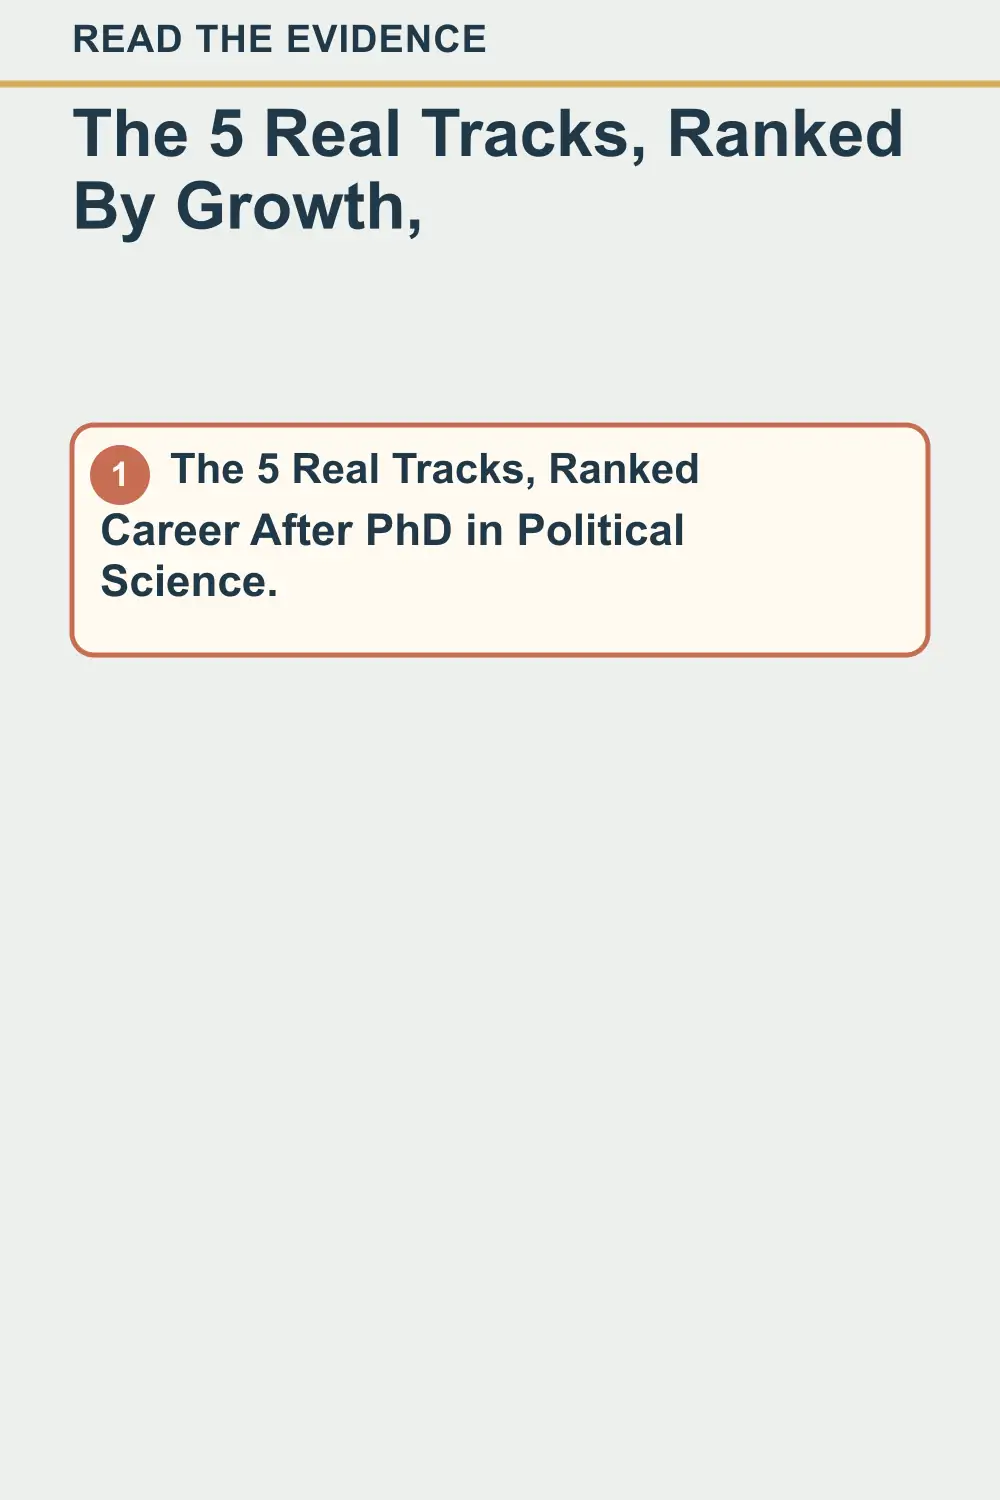 READ THE EVIDENCE
The 5 Real Tracks, Ranked
By Growth,
1 The 5 Real Tracks, Ranked
Career After PhD in Political
Science.